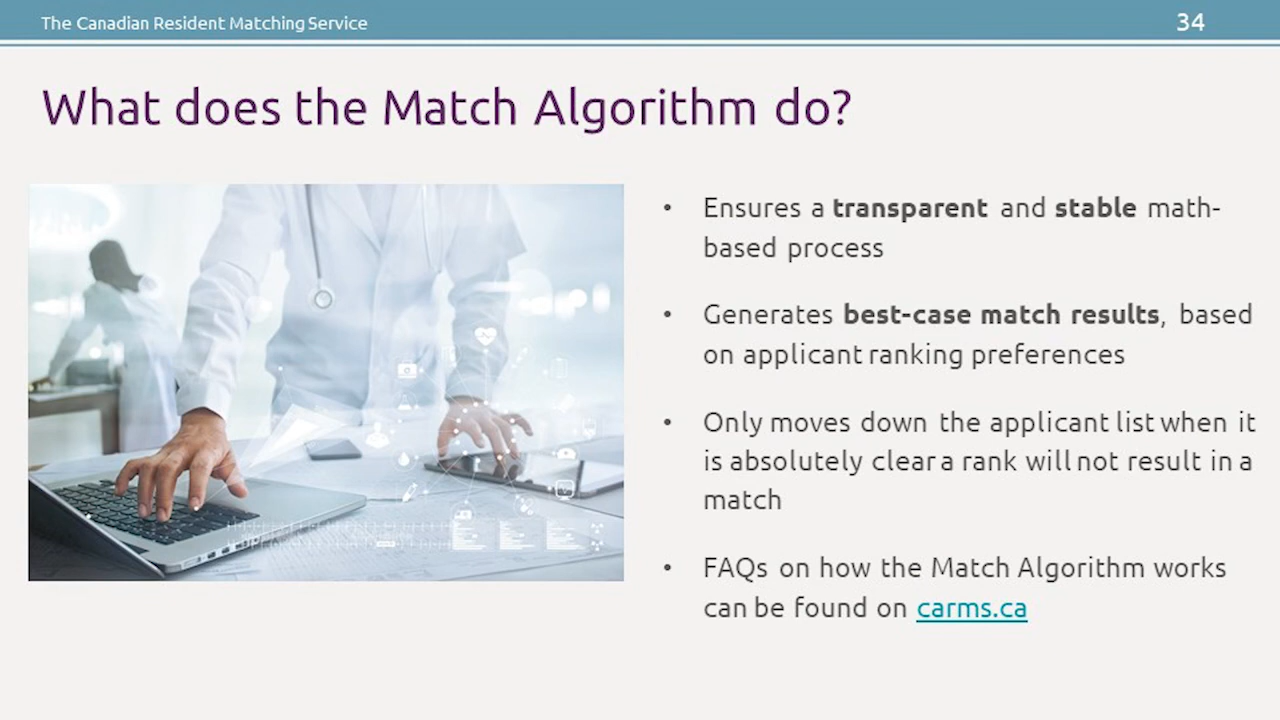 The Canadian Resident Matching Service
34
What does the Match Algorithm do?
• Ensures a transparent and stable math-
based process
• Generates best-case match results, based
on applicant ranking preferences
• Only moves down the applicant list when it
is absolutely clear a rank will not result in a
match
• FAQs on how the Match Algorithm works
can be found on carms.ca